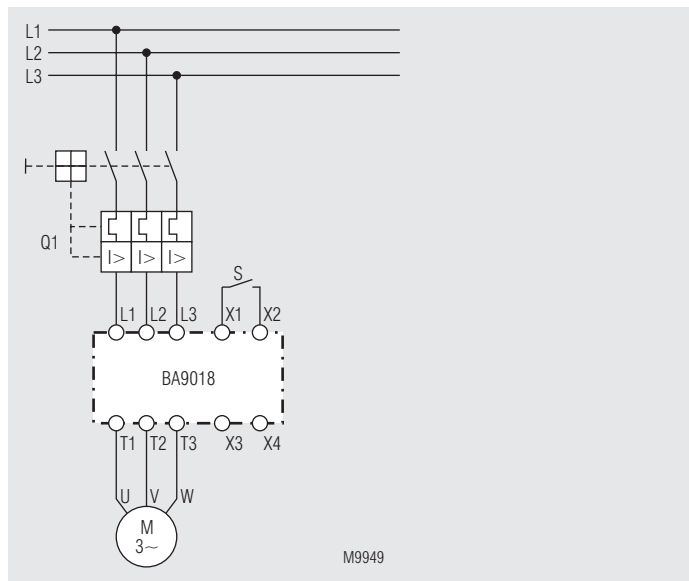 L1
L2
L3
Q1
I> I> I>
S
L1 L2 L3 X1 X2
BA9018
T1 T2 T3 X3 X4
U V W
M
3~
M9949